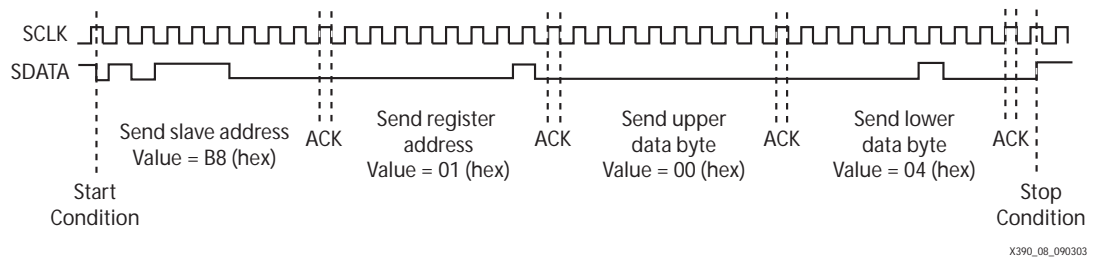 SCLK
SDATA
Send slave address
Value = B8 (hex)
ACK
Send register
address
Value = 01 (hex)
ACK
Send upper
data byte
Value = 00 (hex)
ACK
Send lower
data byte
Value = 04 (hex)
ACK
Start
Condition
Stop
Condition
X390_08_090303